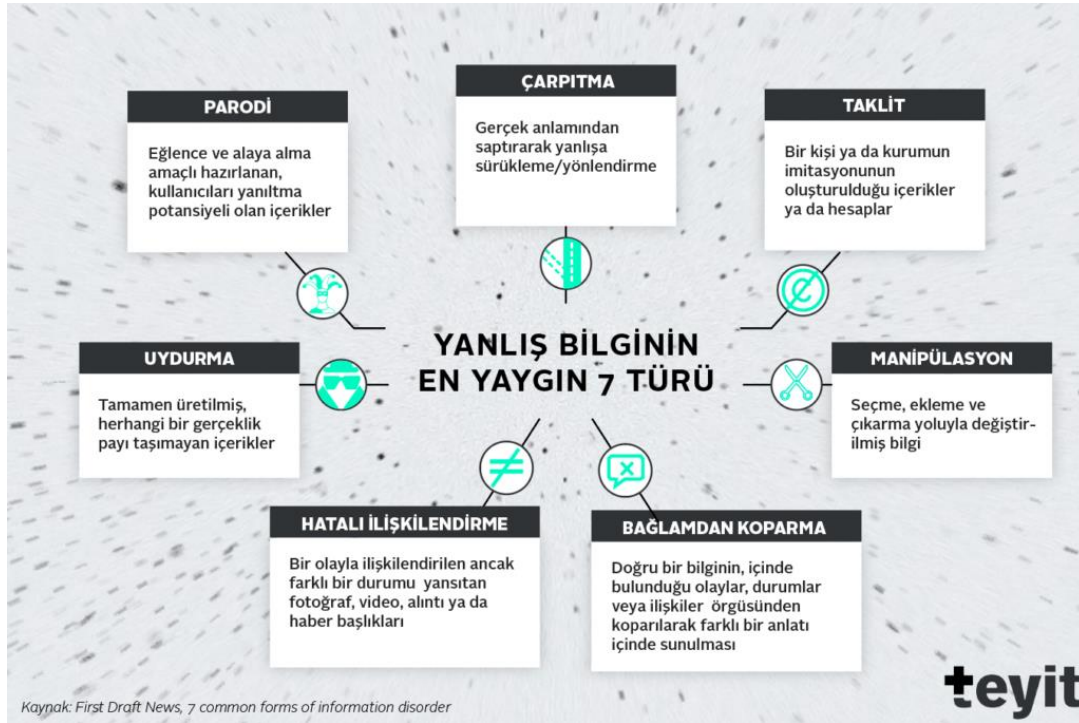 PARODİ
Eğlence ve alaya alma
amaçlı hazırlanan,
kullanıcıları yanıltma
potansiyeli olan içerikler
ÇARPITMA
Gerçek anlamından
saptırarak yanlışa
sürükleme/yönlendirme
TAKLİT
Bir kişi ya da kurumun
imitasyonunun
oluşturulduğu içerikler
ya da hesaplar
YANLIŞ BİLGİNİN
EN YAYGIN 7 TÜRÜ
UYDURMA
Tamamen üretilmiş,
herhangi bir gerçeklik
payı taşımayan içerikler
MANİPÜLASYON
Seçme, ekleme ve
çıkarma yoluyla değiştir-
ilmiş bilgi
HATALI İLİŞKİLENDİRME
Bir olayla ilişkilendirilen ancak
farklı bir durumu yansıtan
fotoğraf, video, alıntı ya da
haber başlıkları
BAĞLAMDAN KOPARMA
Doğru bir bilginin, içinde
bulunduğu olaylar, durumlar
veya ilişkiler örgüsünden
koparılarak farklı bir anlatı
içinde sunulması
Kaynak: First Draft News, 7 common forms of information disorder
teyit